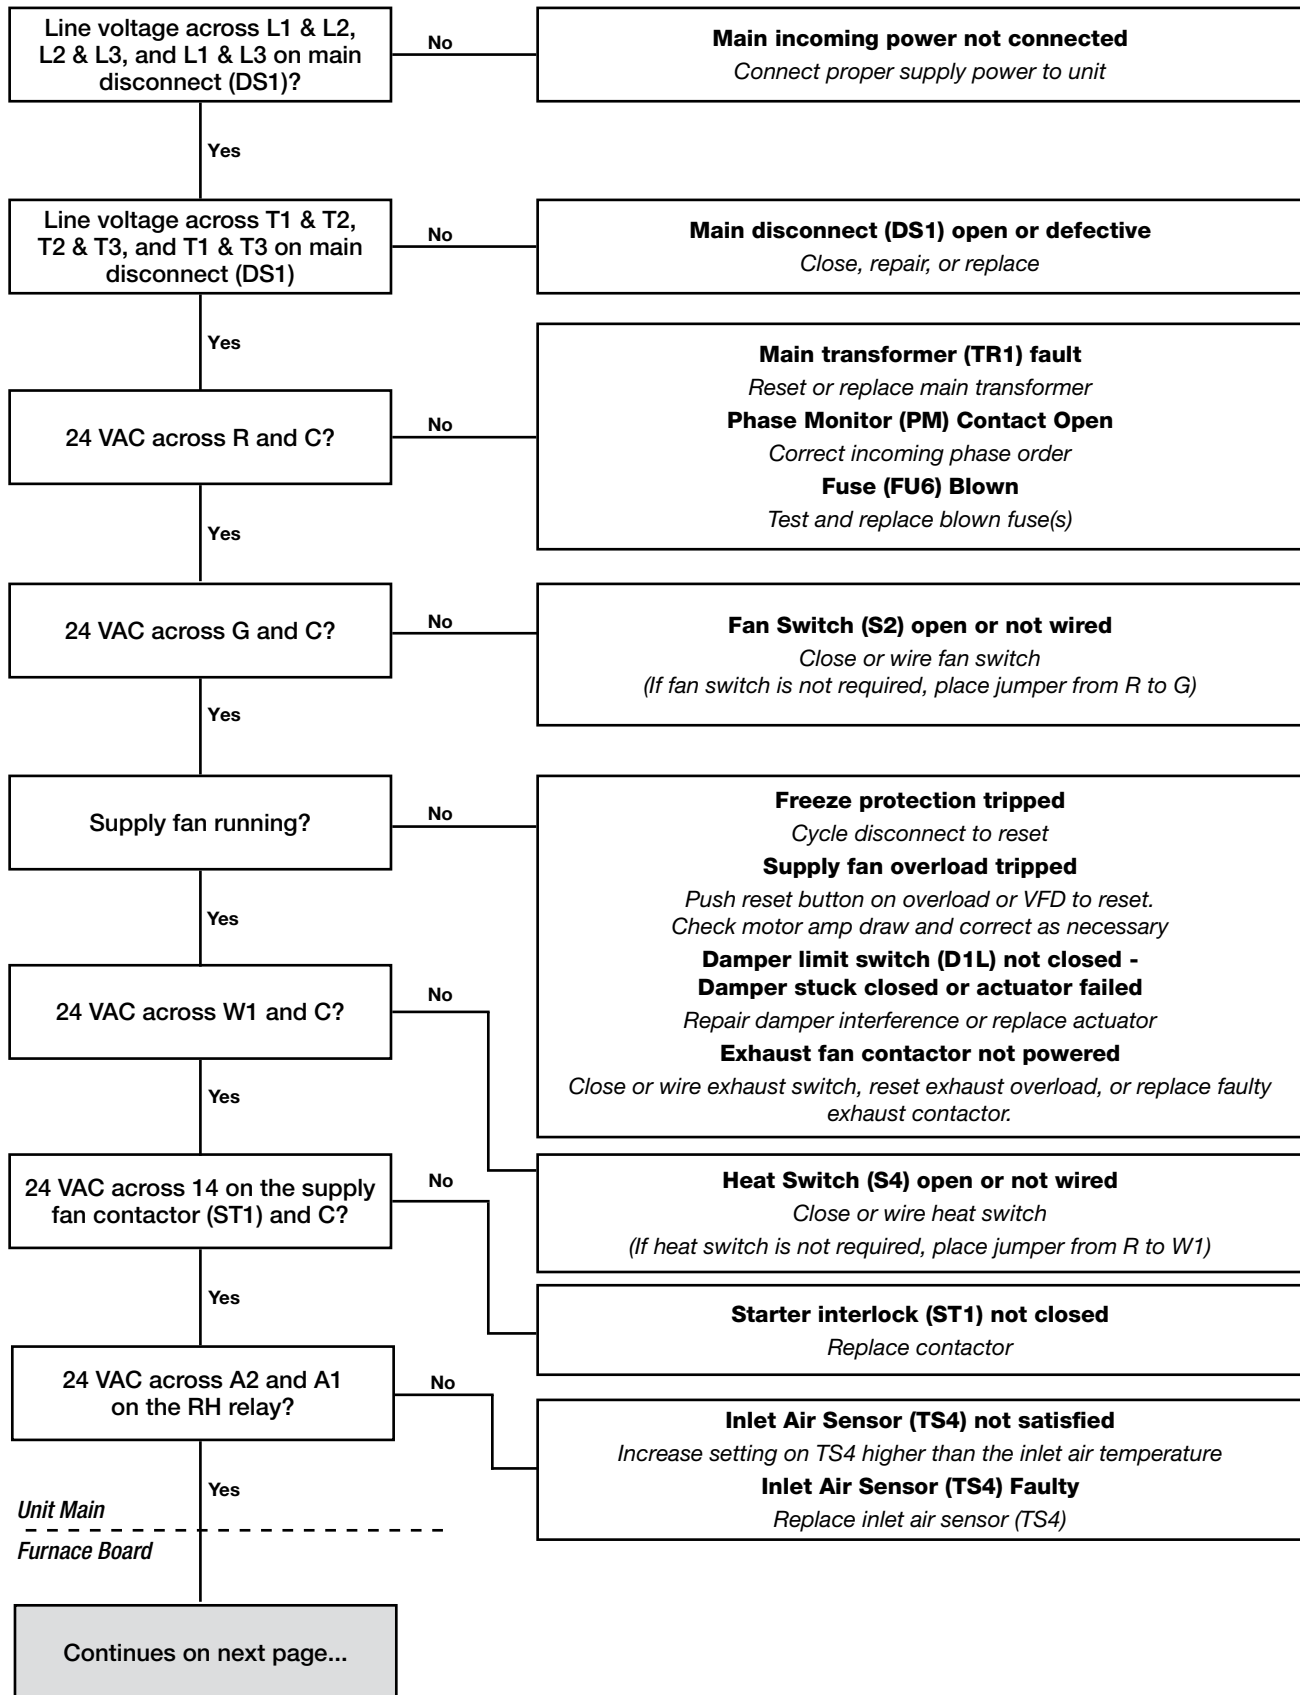 Line voltage across L1 & L2,
L2 & L3, and L1 & L3 on main
disconnect (DS1)?
No
Main incoming power not connected
Connect proper supply power to unit
Yes
Line voltage across T1 & T2,
T2 & T3, and T1 & T3 on main
disconnect (DS1)
No
Main disconnect (DS1) open or defective
Close, repair, or replace
Yes
24 VAC across R and C?
No
Main transformer (TR1) fault
Reset or replace main transformer
Phase Monitor (PM) Contact Open
Correct incoming phase order
Fuse (FU6) Blown
Test and replace blown fuse(s)
Yes
24 VAC across G and C?
No
Fan Switch (S2) open or not wired
Close or wire fan switch
(If fan switch is not required, place jumper from R to G)
Yes
Supply fan running?
No
Freeze protection tripped
Cycle disconnect to reset
Supply fan overload tripped
Push reset button on overload or VFD to reset.
Check motor amp draw and correct as necessary
Damper limit switch (D1L) not closed -
Damper stuck closed or actuator failed
Repair damper interference or replace actuator
Exhaust fan contactor not powered
Close or wire exhaust switch, reset exhaust overload, or replace faulty
exhaust contactor.
Yes
24 VAC across W1 and C?
No
Heat Switch (S4) open or not wired
Close or wire heat switch
(If heat switch is not required, place jumper from R to W1)
Yes
24 VAC across 14 on the supply
fan contactor (ST1) and C?
No
Starter interlock (ST1) not closed
Replace contactor
Yes
24 VAC across A2 and A1
on the RH relay?
No
Inlet Air Sensor (TS4) not satisfied
Increase setting on TS4 higher than the inlet air temperature
Inlet Air Sensor (TS4) Faulty
Replace inlet air sensor (TS4)
Yes
Unit Main
Furnace Board
Continues on next page...